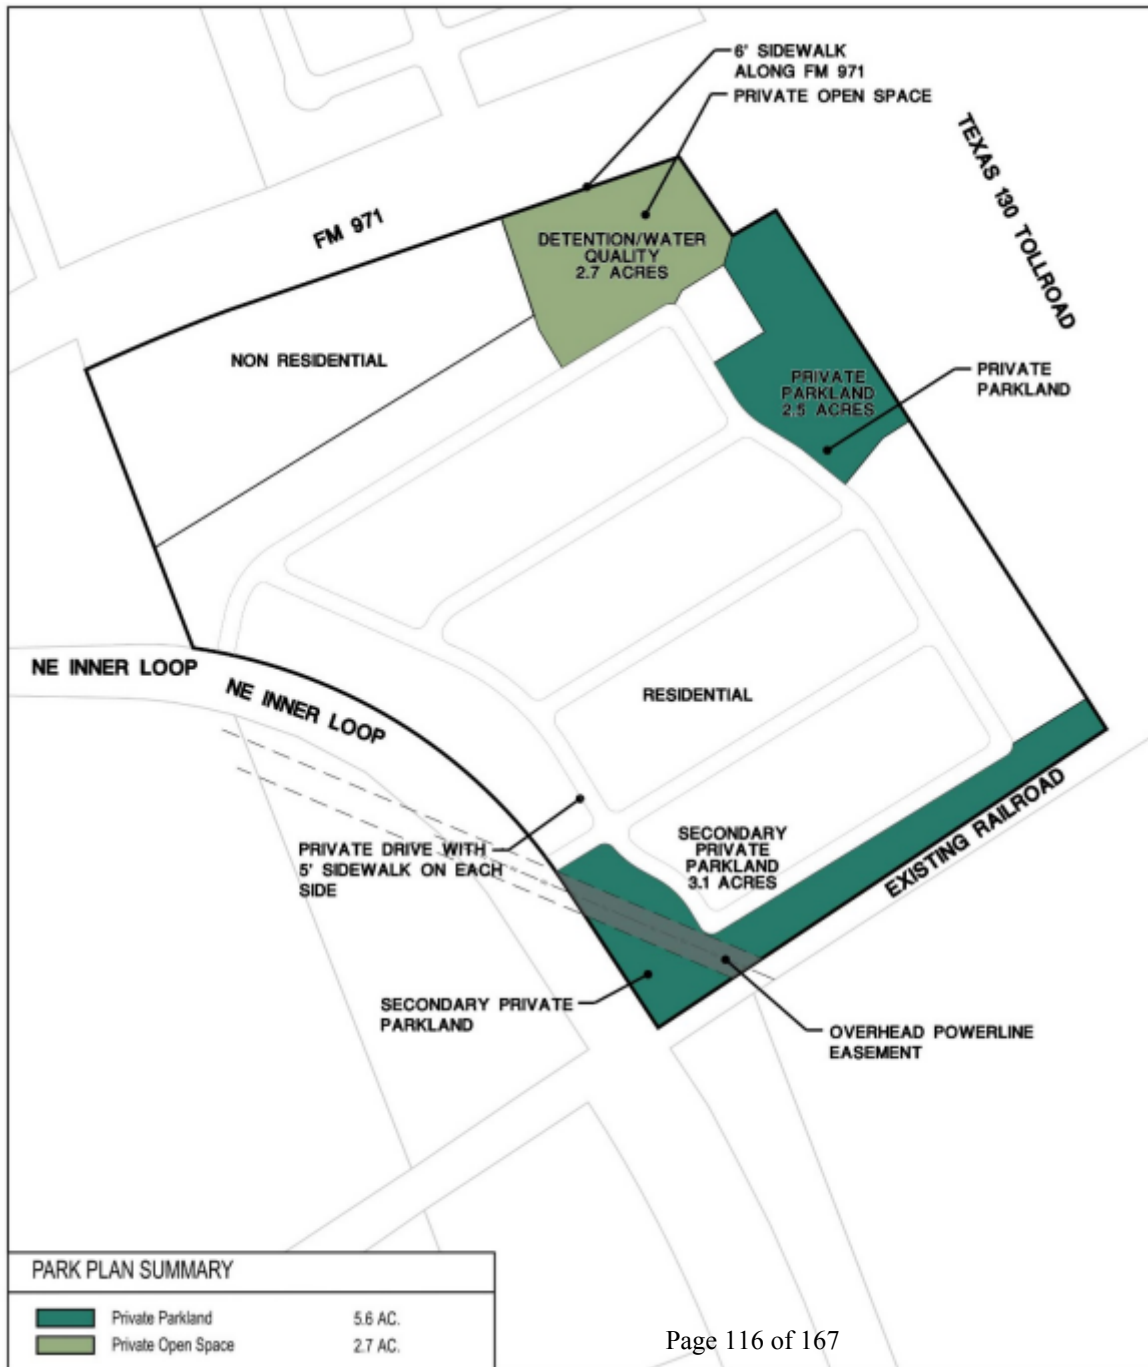 6' SIDEWALK
ALONG FM 971
PRIVATE OPEN SPACE
TEXAS 130 TOLLROAD
FM 971
DETENTION/WATER
QUALITY
2.7 ACRES
NON RESIDENTIAL
PRIVATE
PARKLAND
2.5 ACRES
PRIVATE
PARKLAND
NE INNER LOOP
NE INNER LOOP
RESIDENTIAL
PRIVATE DRIVE WITH
5' SIDEWALK ON EACH
SIDE
SECONDARY
PRIVATE
PARKLAND
3.1 ACRES
EXISTING RAILROAD
SECONDARY PRIVATE
PARKLAND
OVERHEAD POWERLINE
EASEMENT
PARK PLAN SUMMARY
Private Parkland 5.6 AC.
Private Open Space 2.7 AC.
Page 116 of 167